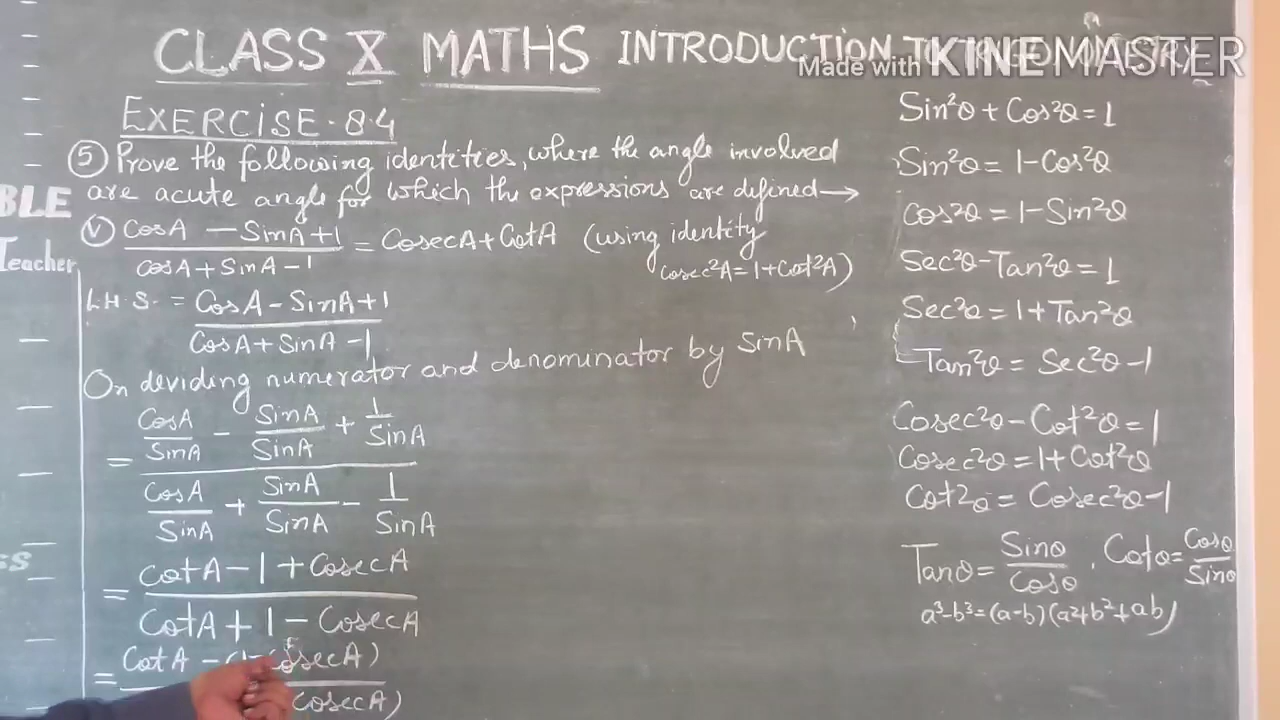 CLASS X MATHS INTRODUCTION TO TRIGONOMETRY
Made with KINEMASTER
EXERCISE-8.4
⑤ Prove the following identities, where the angle involved
are acute angle for which the expressions are defined→
BLE
Teacher
ⓥ CosA - SinA+1 / CosA+SinA-1 = CosecA+CotA (using identity
cosec²A=1+Cot²A)
L.H.S. = CosA-SinA+1 / CosA+SinA-1
On deviding numerator and denominator by SinA
= CosA/SinA - SinA/SinA + 1/SinA
CosA/SinA + SinA/SinA - 1/SinA
= CotA-1+CosecA / CotA+1-CosecA
= CotA-(1-CosecA)
CosecA)
Sin²θ+Cos²θ=1
Sin²θ=1-Cos²θ
Cos²θ=1-Sin²θ
Sec²θ-Tan²θ=1
Sec²θ=1+Tan²θ
Tan²θ=Sec²θ-1
Cosec²θ-Cot²θ=1
Cosec²θ=1+Cot²θ
Cot²θ=Cosec²θ-1
Tanθ=Sinθ/Cosθ, Cotθ=Cosθ/Sinθ
a³-b³=(a-b)(a²+b²+ab)